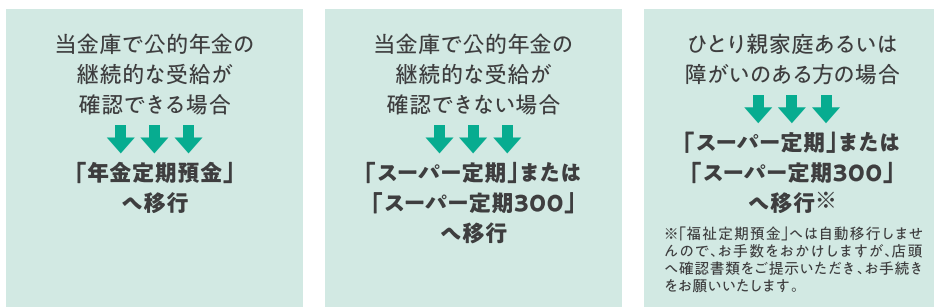 当金庫で公的年金の
継続的な受給が
確認できる場合
「年金定期預金」
へ移行
当金庫で公的年金の
継続的な受給が
確認できない場合
「スーパー定期」または
「スーパー定期300」
へ移行
ひとり親家庭あるいは
障がいのある方の場合
「スーパー定期」または
「スーパー定期300」
へ移行※
※「福祉定期預金」へは自動移行しませ
んので、お手数をおかけしますが、店頭
へ確認書類をご提示いただき、お手続き
をお願いいたします。